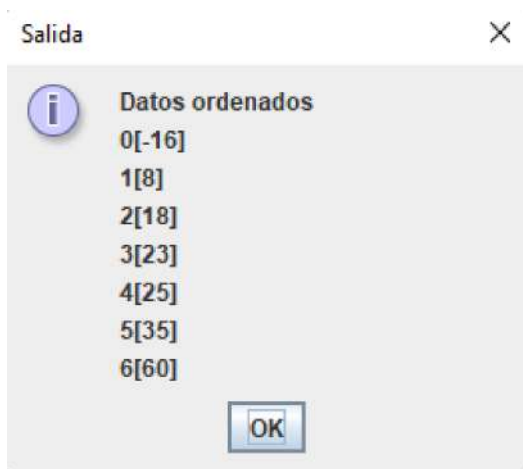 Salida
Datos ordenados
0[-16]
1[8]
2[18]
3[23]
4[25]
5[35]
6[60]
OK